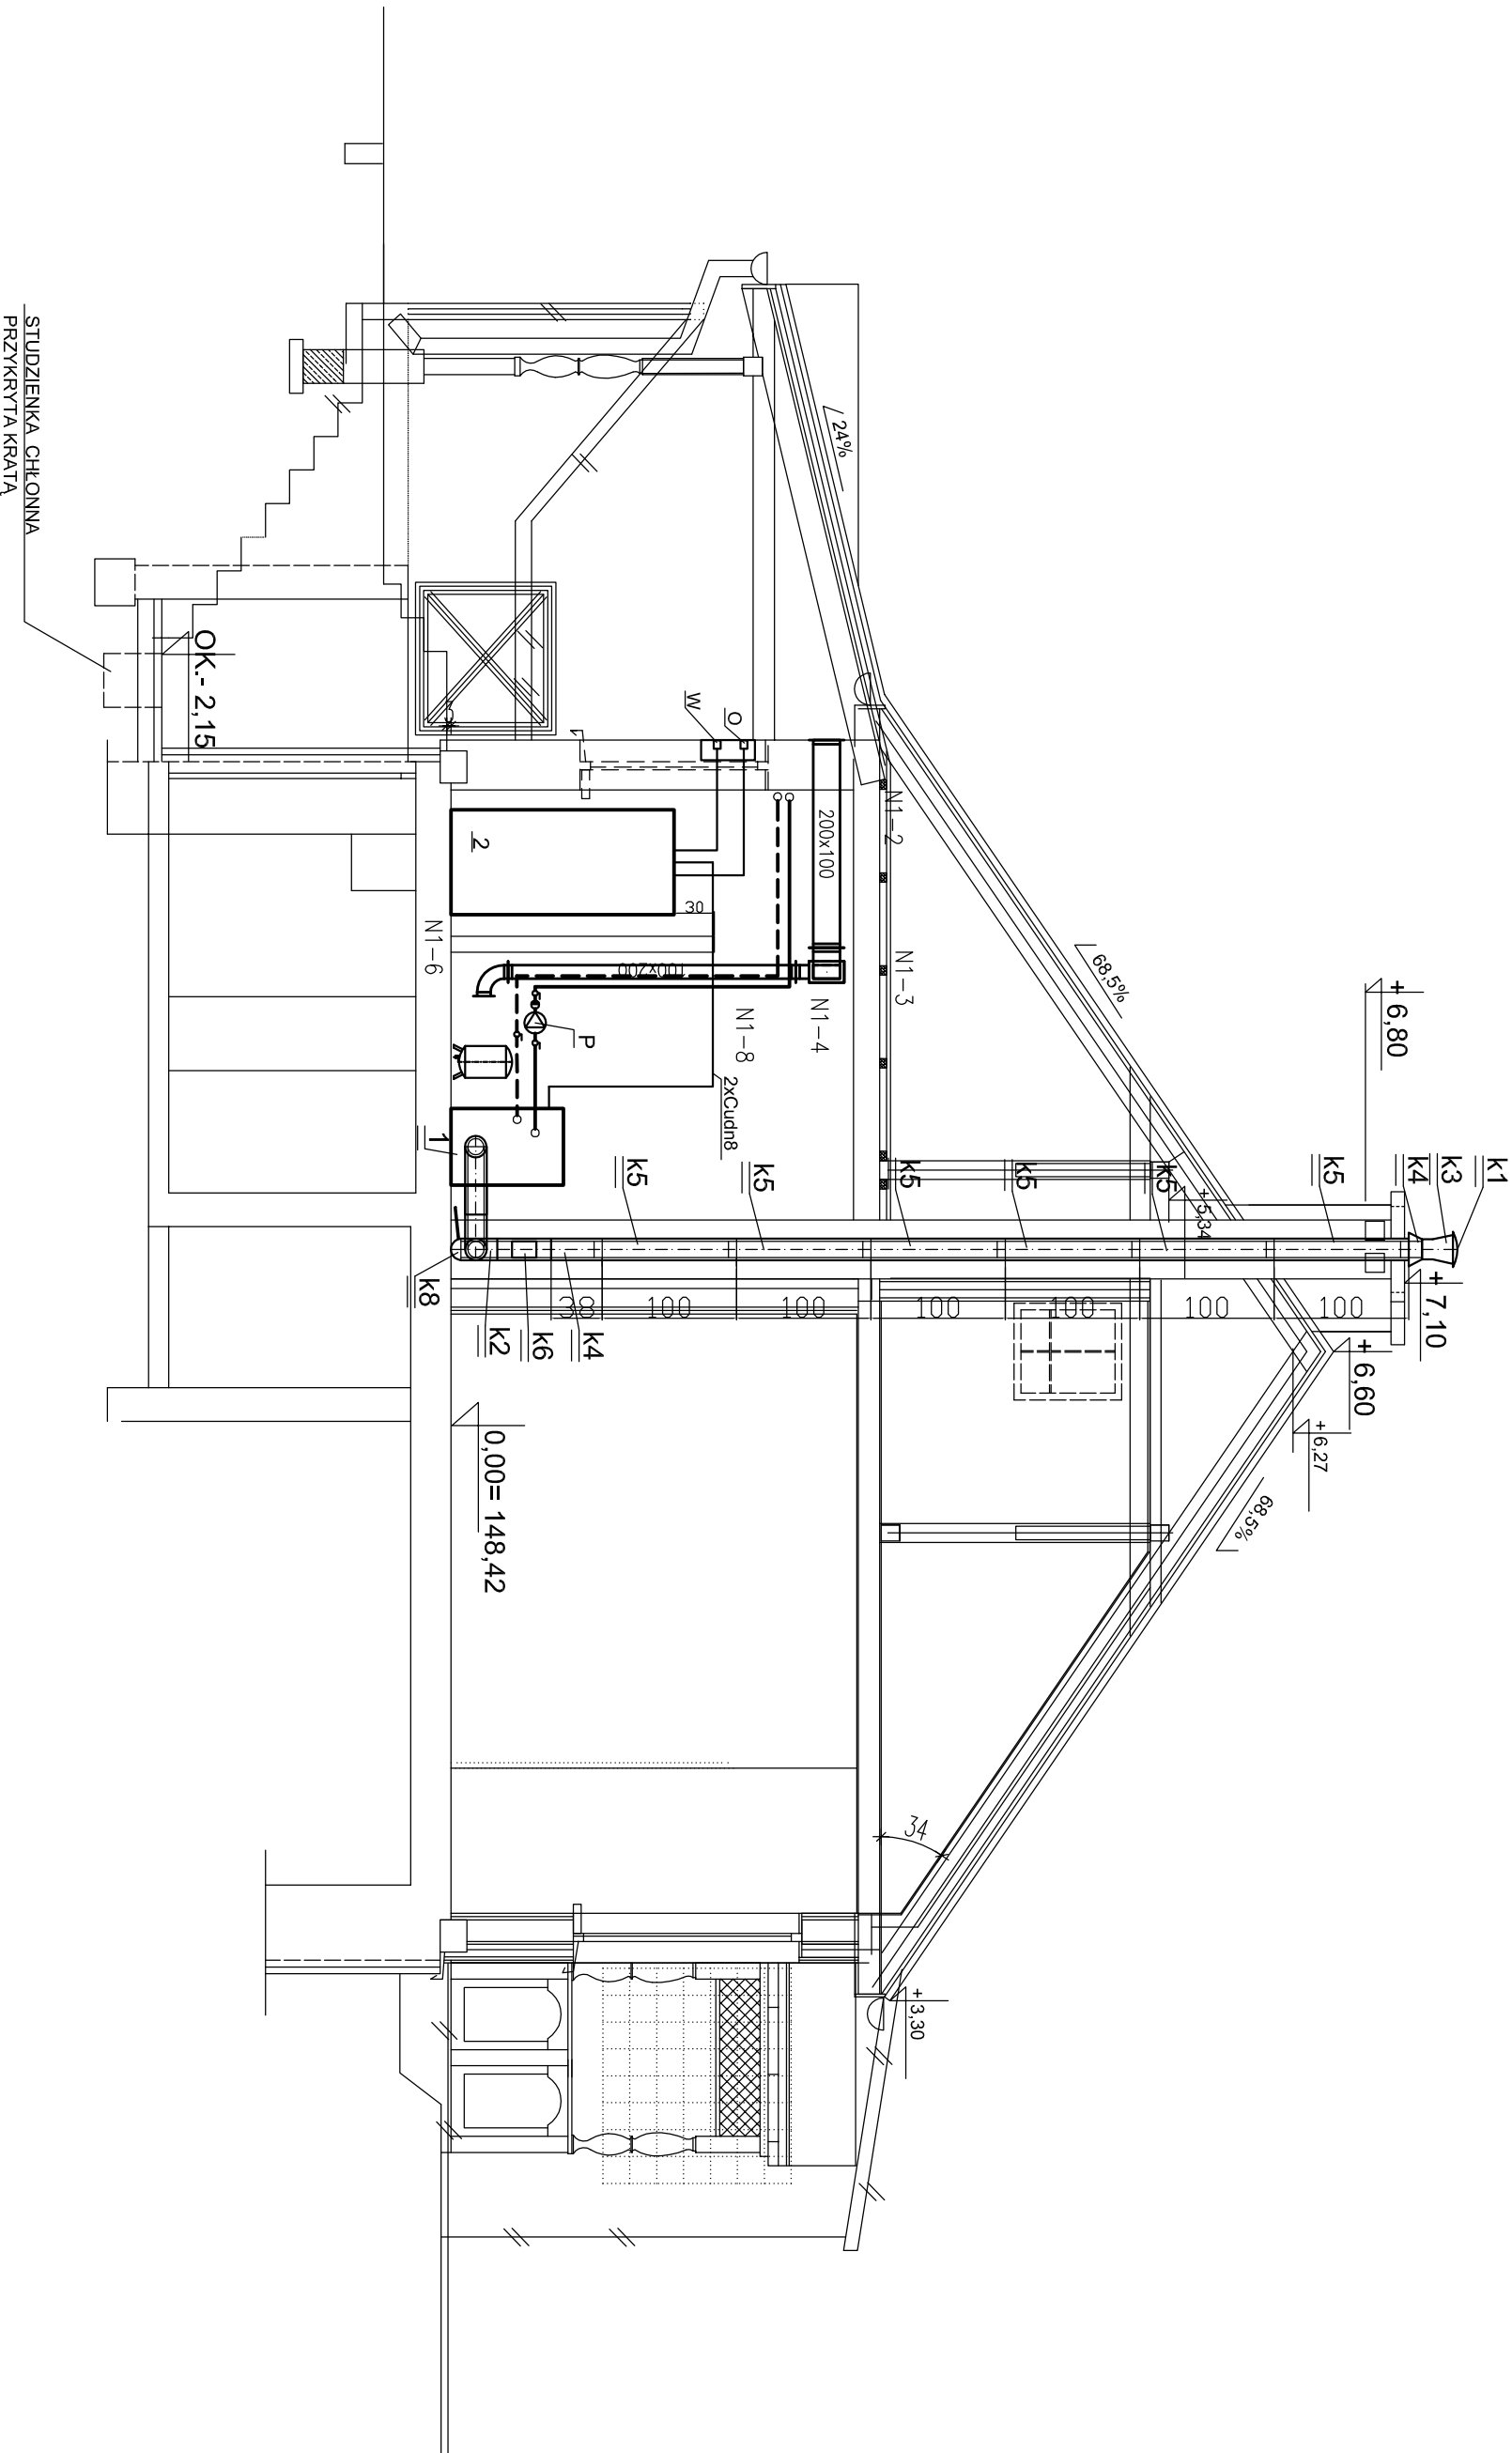 k1
k3
k4
k5
+ 6,80
+ 7,10
+ 6,60
+ 6,27
68,5%
68,5%
+ 5,34
k5
k5
k5
k5
k5
100
100
100
100
100
100
38
24%
N1-2
N1-3
200x100
N1-4
N1-8
34
+ 3,30
O
W
30
2xCudn8
100x200
P
2
N1-6
1
k8
k2
k6
k4
0,00= 148,42
5
OK.- 2,15
STUDZIENKA CHŁONNA
PRZYKRYTA KRATĄ